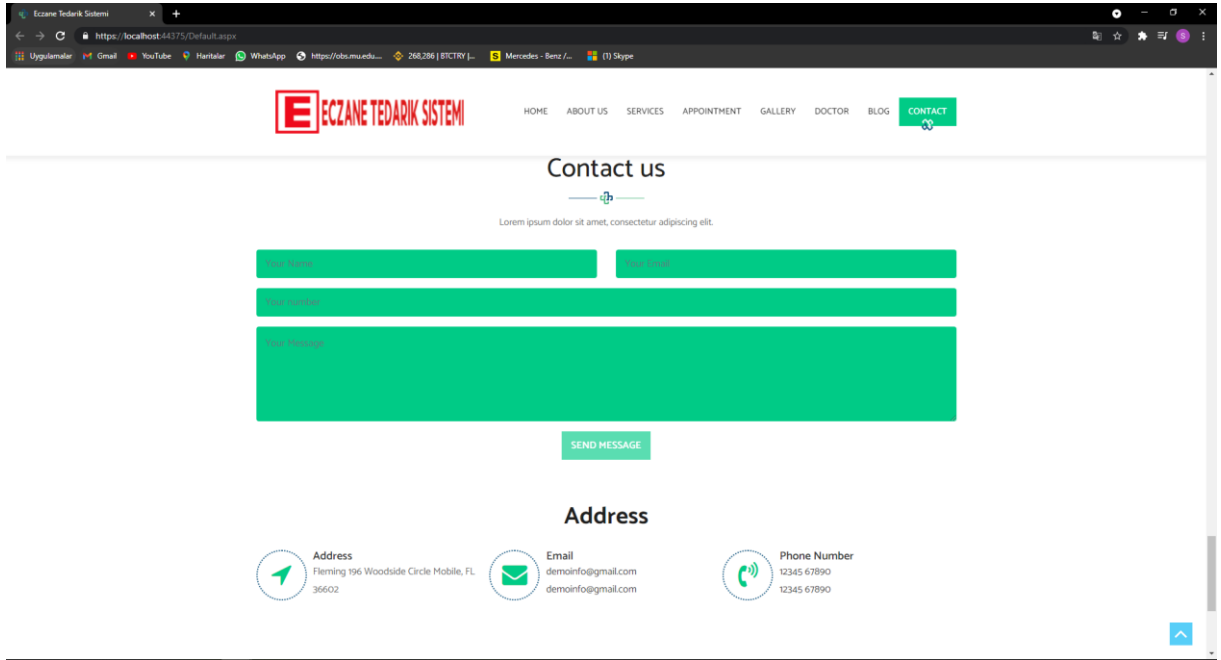 Eczane Tedarik Sistemi
https://localhost:44375/Default.aspx
Uygulamalar Gmail YouTube Haritalar WhatsApp https://obs.mu.edu.... 268,286 | BTCTRY |... S Mercedes - Benz /... (1) Skype
E ECZANE TEDARIK SISTEMI
HOME ABOUT US SERVICES APPOINTMENT GALLERY DOCTOR BLOG CONTACT
Contact us
Lorem ipsum dolor sit amet, consectetur adipiscing elit.
Your Name Your Email
Your number
Your Message
SEND MESSAGE
Address
Address
Fleming 196 Woodside Circle Mobile, FL
36602
Email
demoinfo@gmail.com
demoinfo@gmail.com
Phone Number
12345 67890
12345 67890